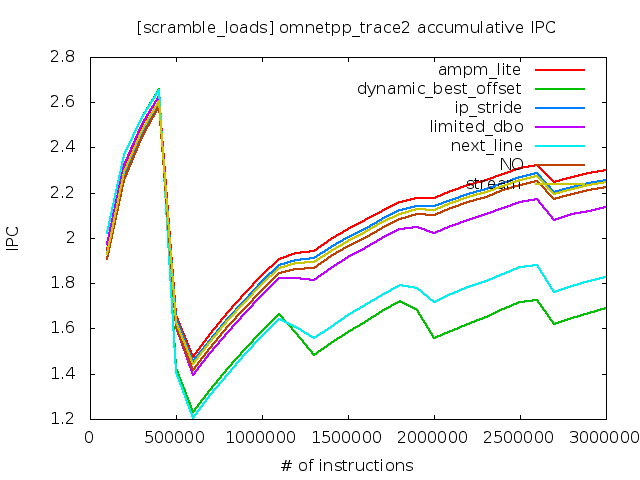 [scramble_loads] omnetpp_trace2 accumulative IPC
2.8
2.6
2.4
2.2
2
1.8
1.6
1.4
1.2
IPC
ampm_lite
dynamic_best_offset
ip_stride
limited_dbo
next_line
NO
stream
0 500000 1000000 1500000 2000000 2500000 3000000
# of instructions